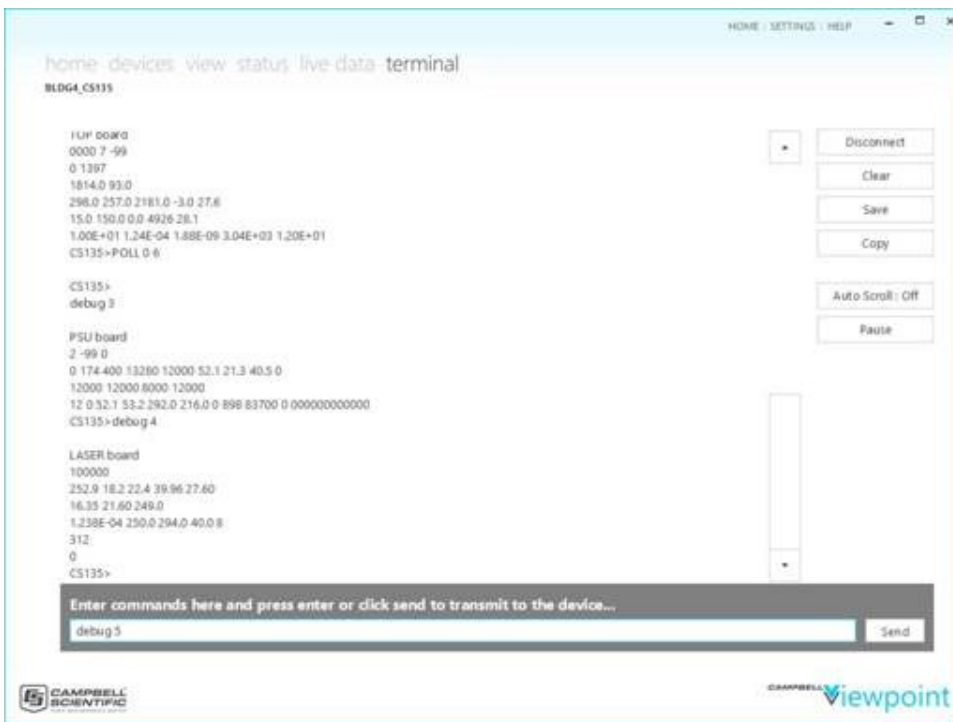 HOME | SETTINGS | HELP
home devices view status live data terminal
BLDG4_CS135
TOP board
0000 7 -99
0 1397
1814.0 93.0
298.0 257.0 2181.0 -3.0 27.6
15.0 150.0 0.0 4926 28.1
1.00E+01 1.24E-04 1.88E-09 3.04E+03 1.20E+01
CS135>POLL 0 6
CS135>
debug 3
PSU board
2 -99 0
0 174 400 13280 12000 52.1 21.3 40.5 0
12000 12000 8000 12000
12 0 52.1 53.2 292.0 216.0 0 898 83700 0 000000000000
CS135>debug 4
LASER board
100000
252.9 18.2 22.4 39.96 27.60
16.35 21.60 249.0
1.238E-04 250.0 294.0 40.0 8
312
0
CS135>
Disconnect
Clear
Save
Copy
Auto Scroll : Off
Pause
Enter commands here and press enter or click send to transmit to the device...
debug 5
Send
CAMPBELL SCIENTIFIC
CAMPBELL Viewpoint